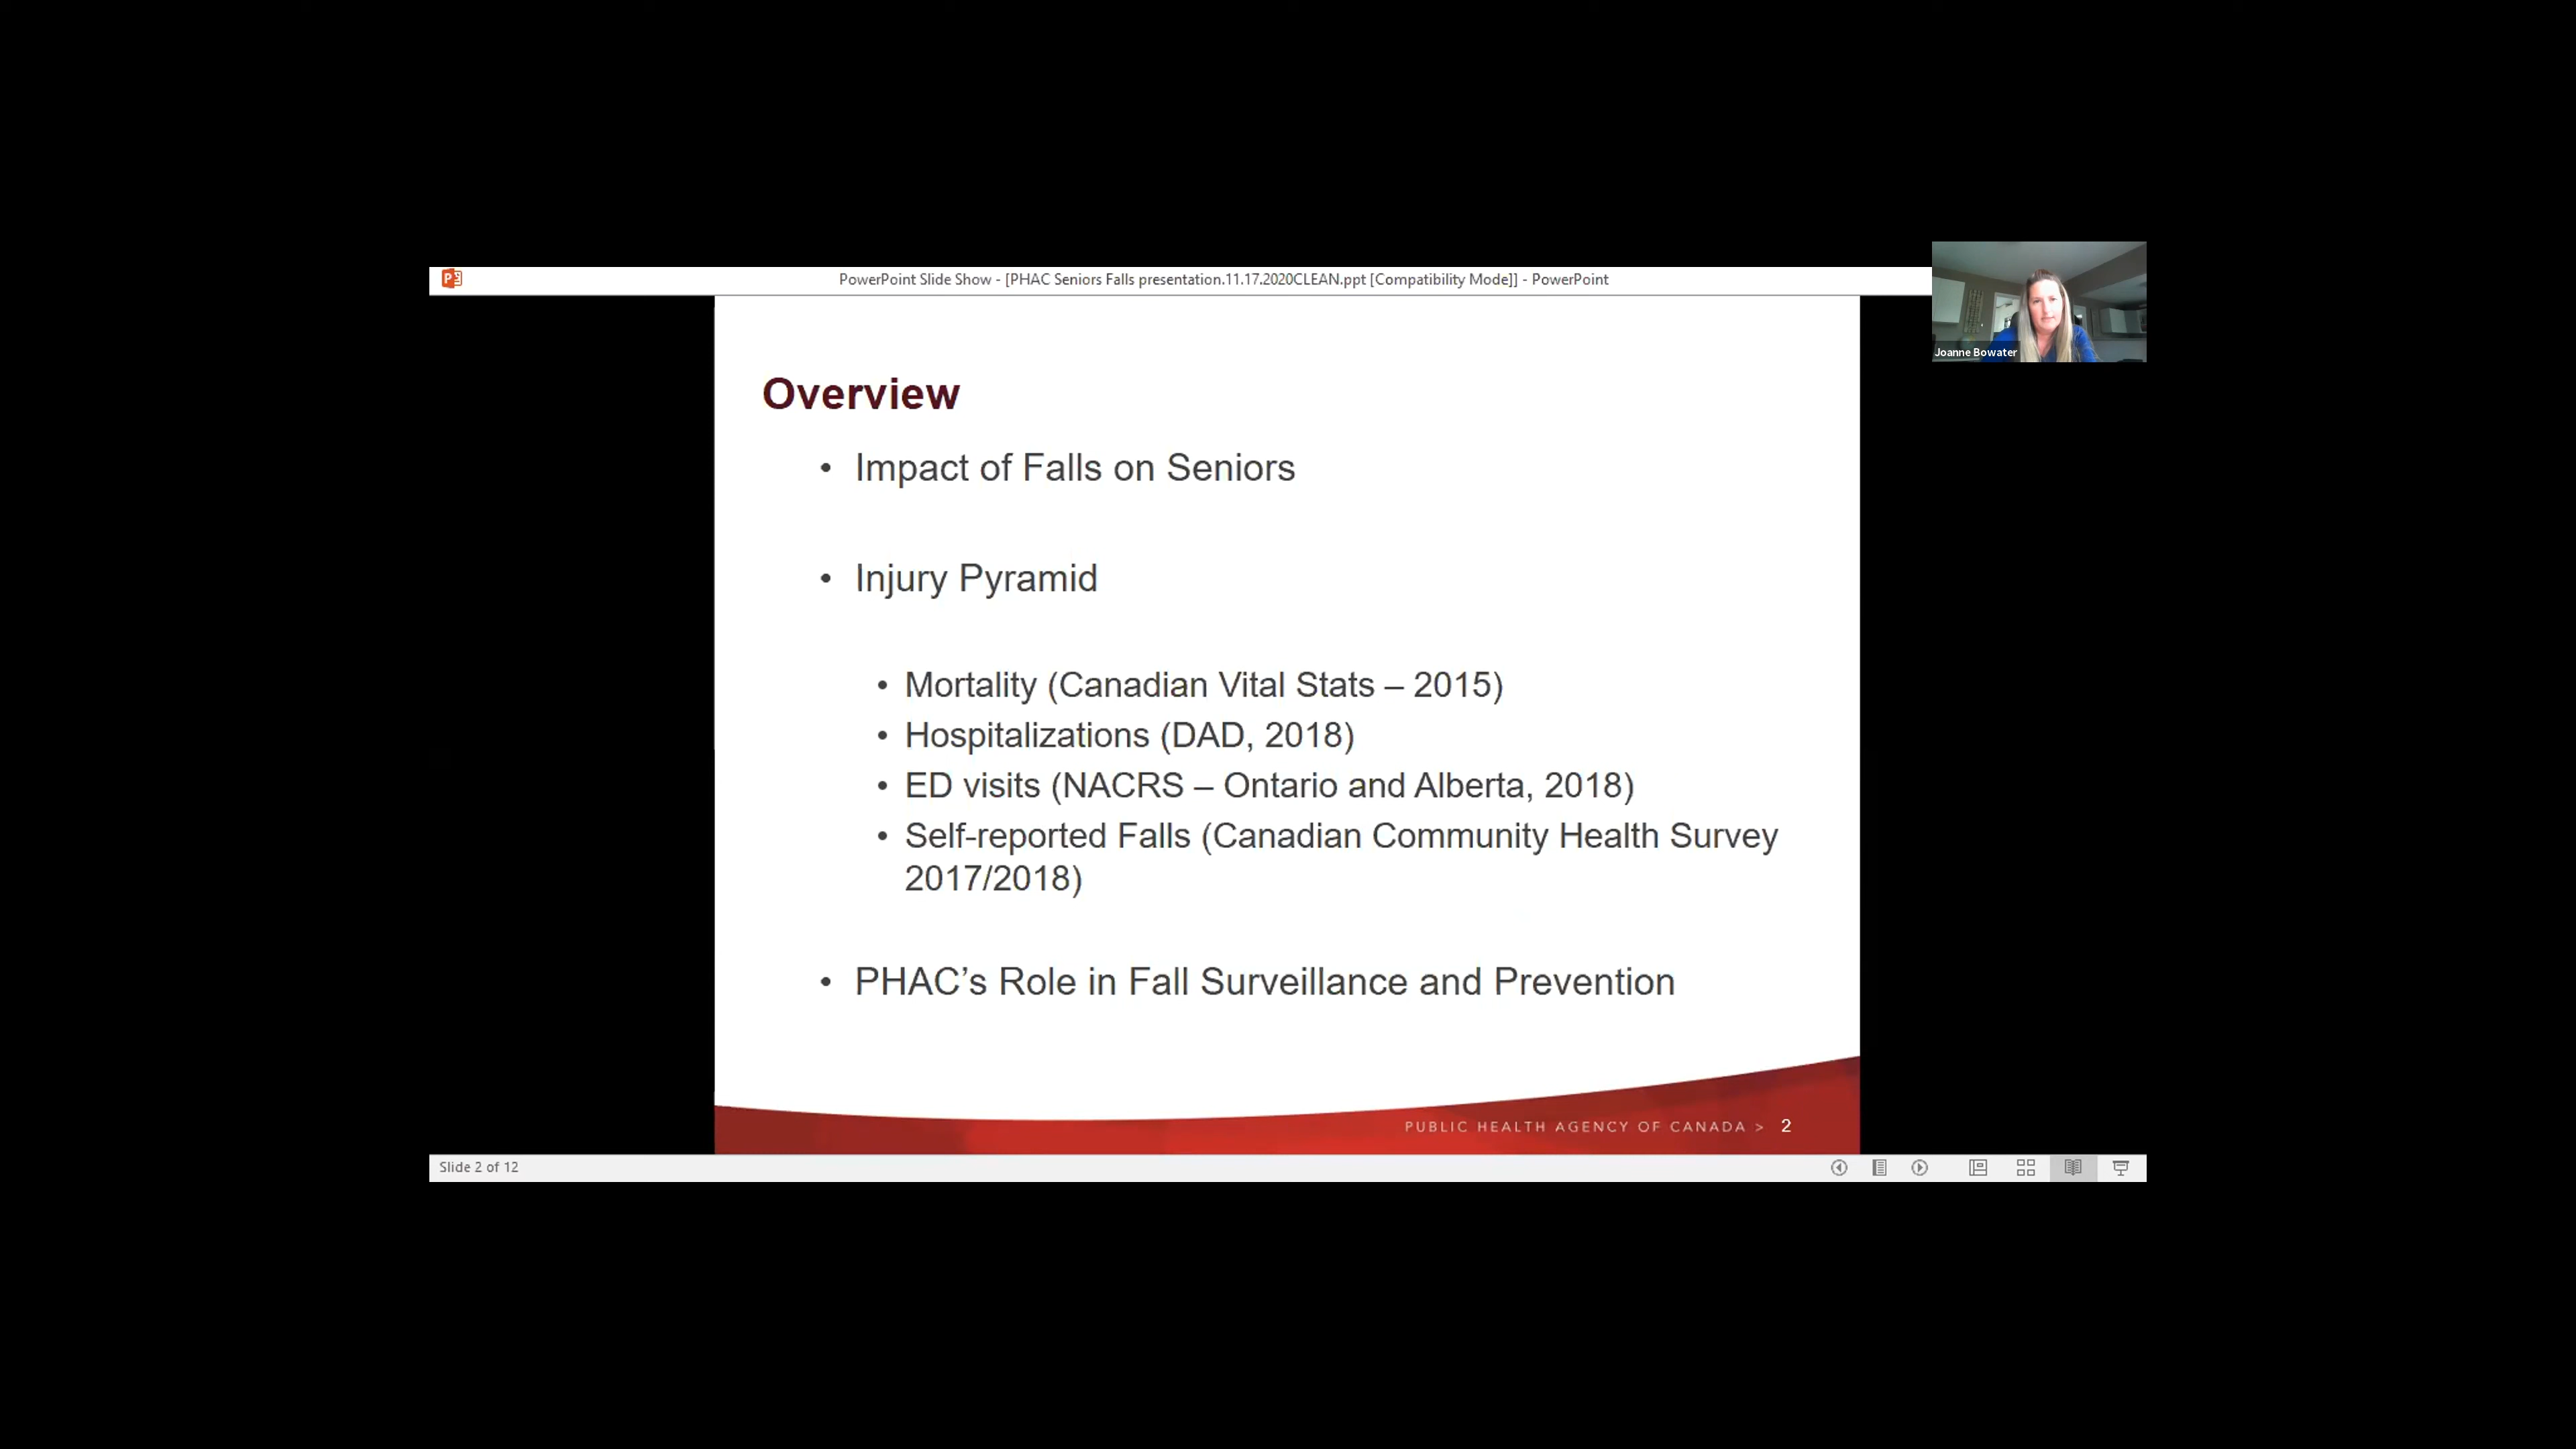 PowerPoint Slide Show - [PHAC Seniors Falls presentation.11.17.2020CLEAN.ppt [Compatibility Mode]] - PowerPoint
Joanne Bowater
Overview
• Impact of Falls on Seniors
• Injury Pyramid
• Mortality (Canadian Vital Stats – 2015)
• Hospitalizations (DAD, 2018)
• ED visits (NACRS – Ontario and Alberta, 2018)
• Self-reported Falls (Canadian Community Health Survey
2017/2018)
• PHAC’s Role in Fall Surveillance and Prevention
PUBLIC HEALTH AGENCY OF CANADA > 2
Slide 2 of 12